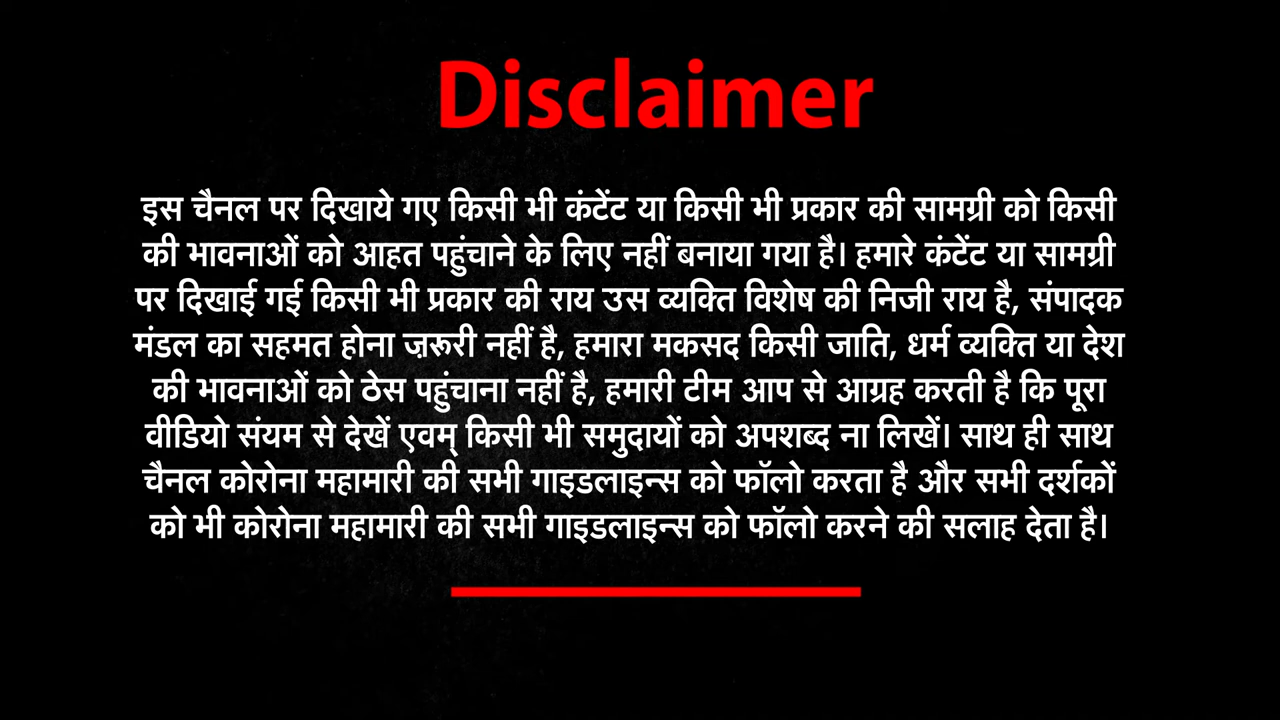 Disclaimer
इस चैनल पर दिखाये गए किसी भी कंटेंट या किसी भी प्रकार की सामग्री को किसी
की भावनाओं को आहत पहुंचाने के लिए नहीं बनाया गया है। हमारे कंटेंट या सामग्री
पर दिखाई गई किसी भी प्रकार की राय उस व्यक्ति विशेष की निजी राय है, संपादक
मंडल का सहमत होना ज़रूरी नहीं है, हमारा मकसद किसी जाति, धर्म व्यक्ति या देश
की भावनाओं को ठेस पहुंचाना नहीं है, हमारी टीम आप से आग्रह करती है कि पूरा
वीडियो संयम से देखें एवम् किसी भी समुदायों को अपशब्द ना लिखें। साथ ही साथ
चैनल कोरोना महामारी की सभी गाइडलाइन्स को फॉलो करता है और सभी दर्शकों
को भी कोरोना महामारी की सभी गाइडलाइन्स को फॉलो करने की सलाह देता है।